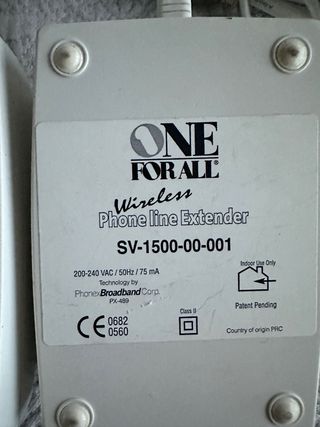 ONE
FOR ALL®
Wireless
Phone line Extender
SV-1500-00-001
200-240 VAC / 50Hz / 75 mA
Technology by
PhonexBroadband Corp.
PX-489
Indoor Use Only
Patent Pending
CE 0682
0560
Class II
Country of origin PRC